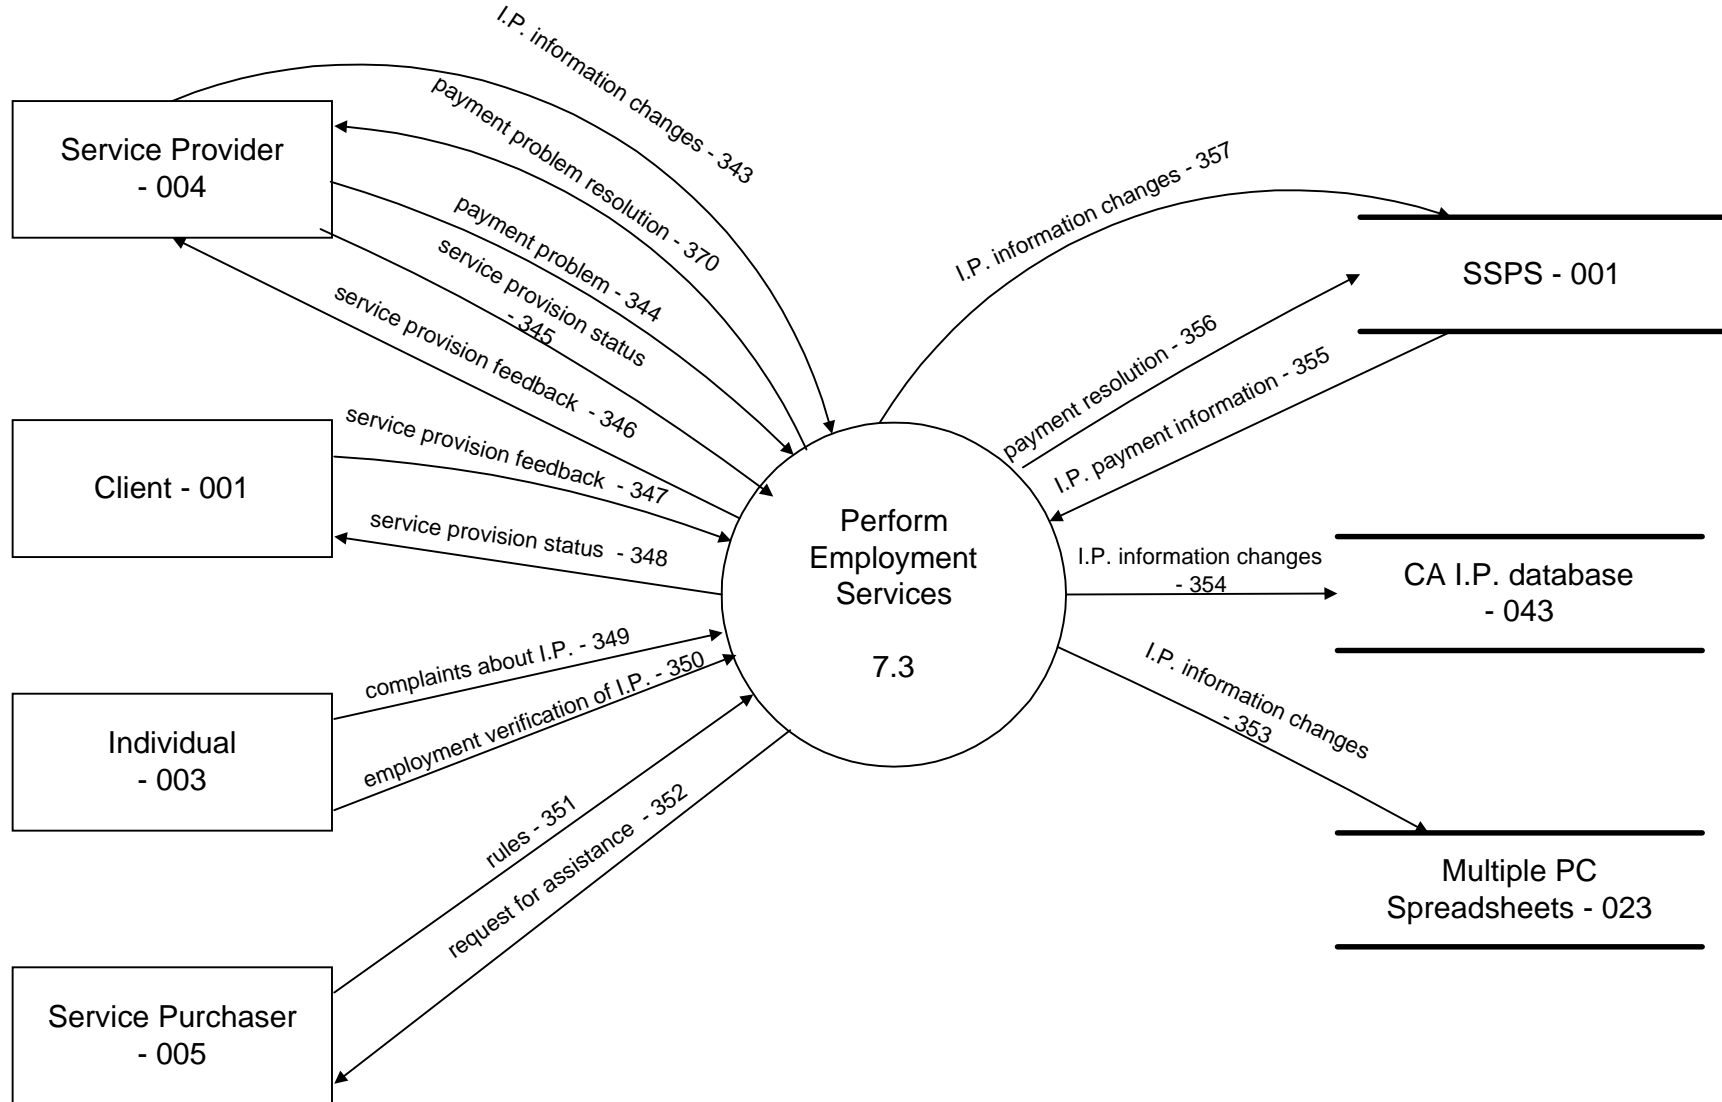 I.P. information changes - 343
payment problem resolution - 370
payment problem - 344
service provision status
- 345
service provision feedback - 346
service provision feedback - 347
service provision status - 348
complaints about I.P. - 349
employment verification of I.P. - 350
rules - 351
request for assistance - 352
Service Provider
- 004
Client - 001
Individual
- 003
Service Purchaser
- 005
Perform
Employment
Services
7.3
I.P. information changes - 357
payment resolution - 356
I.P. payment information - 355
I.P. information changes
- 354
I.P. information changes
- 353
SSPS - 001
CA I.P. database
- 043
Multiple PC
Spreadsheets - 023